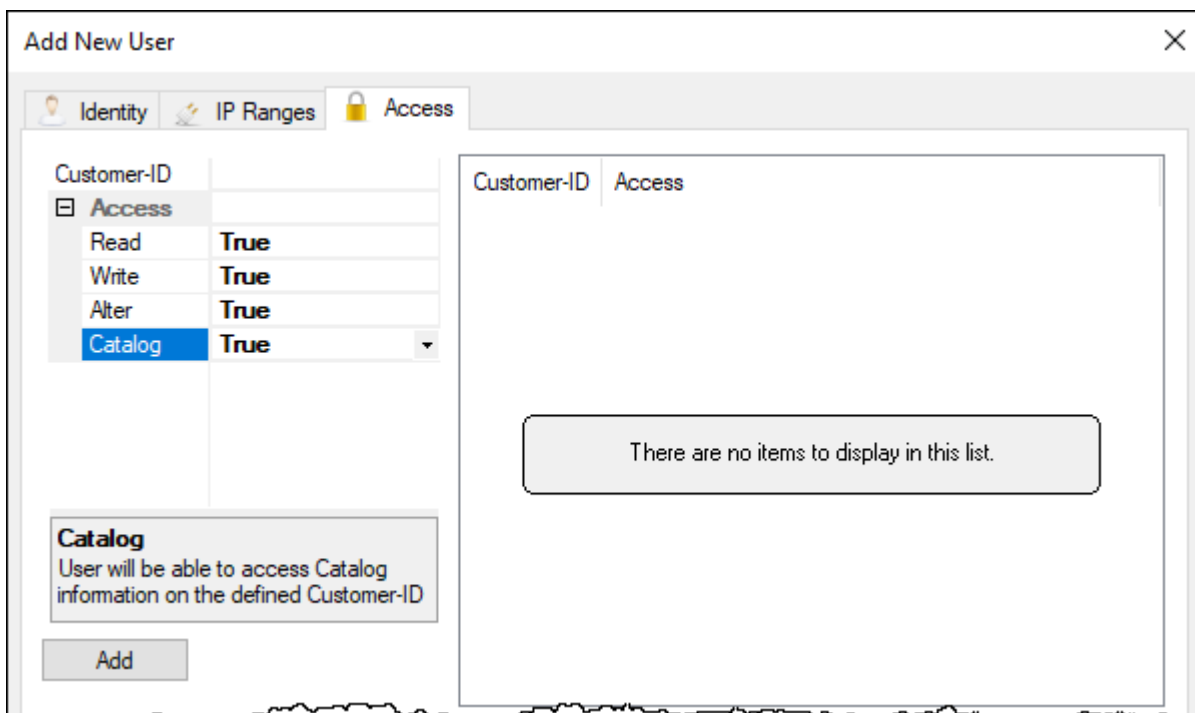 Add New User
Identity IP Ranges Access
Customer-ID
Access
Read True
Write True
Alter True
Catalog True
Catalog
User will be able to access Catalog
information on the defined Customer-ID
Add
Customer-ID Access
There are no items to display in this list.